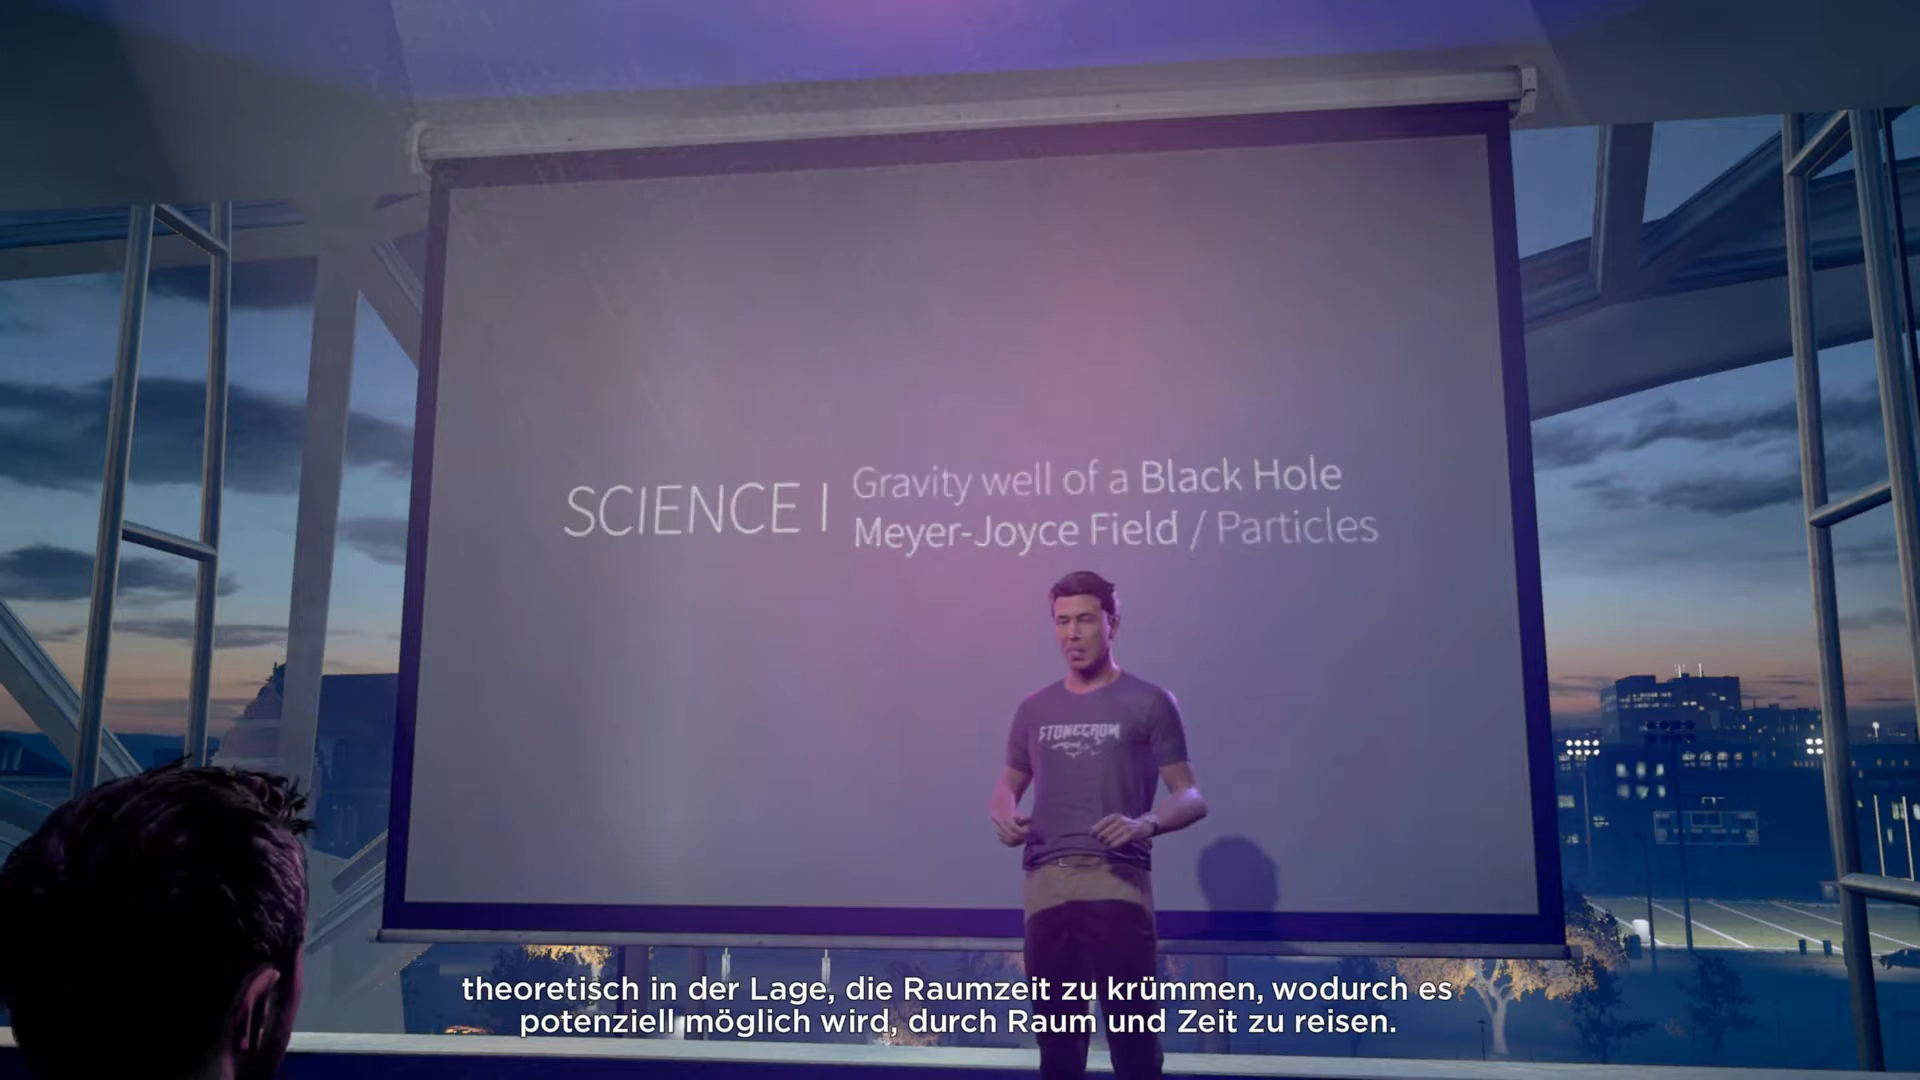 SCIENCE |
Gravity well of a Black Hole
Meyer-Joyce Field / Particles
STONECROW
theoretisch in der Lage, die Raumzeit zu krümmen, wodurch es
potenziell möglich wird, durch Raum und Zeit zu reisen.